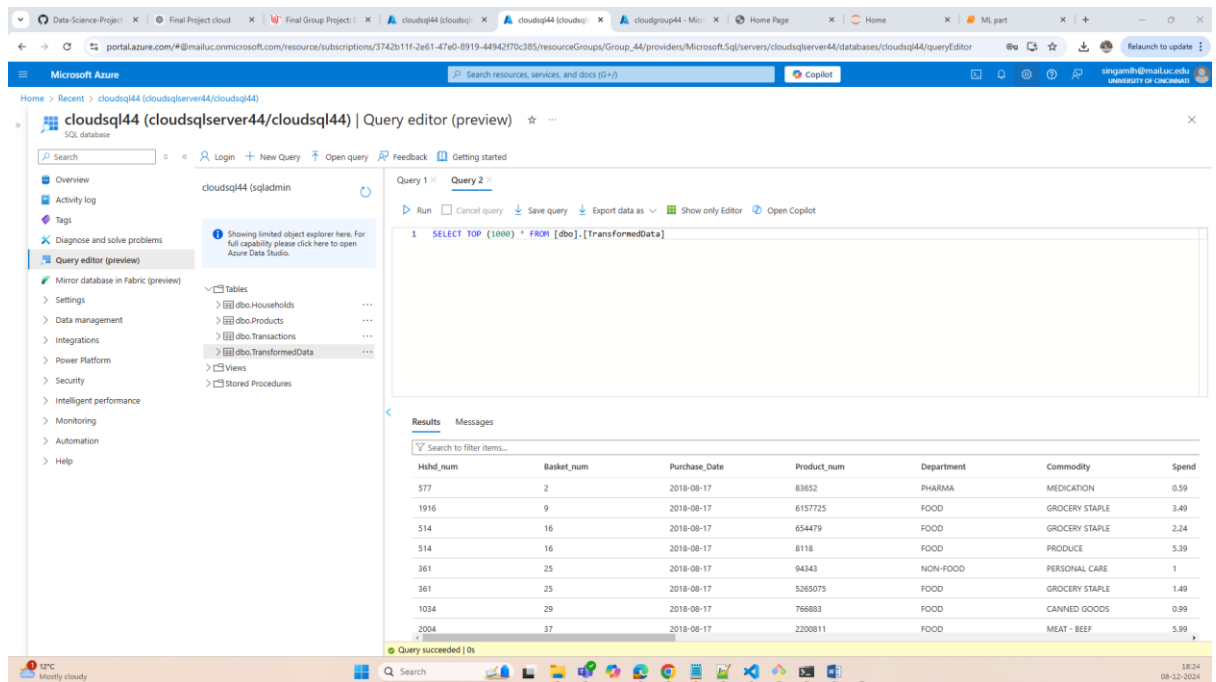 Data-Science-Project
Final Project cloud
Final Group Project: D
cloudsql44 (cloudsqls
cloudsql44 (cloudsqls
cloudgroup44 - Micr
Home Page
Home
ML part
portal.azure.com/#@mailuc.onmicrosoft.com/resource/subscriptions/3742b11f-2e61-47e0-8919-44942f70c385/resourceGroups/Group_44/providers/Microsoft.Sql/servers/cloudsqlserver44/databases/cloudsql44/queryEditor
Relaunch to update
Microsoft Azure
Search resources, services, and docs (G+/)
Copilot
singamlh@mail.uc.edu
UNIVERSITY OF CINCINNATI
Home > Recent > cloudsql44 (cloudsqlserver44/cloudsql44)
cloudsql44 (cloudsqlserver44/cloudsql44) | Query editor (preview)
SQL database
Search
Login
New Query
Open query
Feedback
Getting started
Overview
Activity log
Tags
Diagnose and solve problems
Query editor (preview)
Mirror database in Fabric (preview)
Settings
Data management
Integrations
Power Platform
Security
Intelligent performance
Monitoring
Automation
Help
cloudsql44 (sqladmin
Showing limited object explorer here. For
full capability please click here to open
Azure Data Studio.
Tables
dbo.Households
dbo.Products
dbo.Transactions
dbo.TransformedData
Views
Stored Procedures
Query 1
Query 2
Run
Cancel query
Save query
Export data as
Show only Editor
Open Copilot
1 SELECT TOP (1000) * FROM [dbo].[TransformedData]
Results Messages
Search to filter items...
Hshd_num Basket_num Purchase_Date Product_num Department Commodity Spend
577 2 2018-08-17 83652 PHARMA MEDICATION 0.59
1916 9 2018-08-17 6157725 FOOD GROCERY STAPLE 3.49
514 16 2018-08-17 654479 FOOD GROCERY STAPLE 2.24
514 16 2018-08-17 8118 FOOD PRODUCE 5.39
361 25 2018-08-17 94343 NON-FOOD PERSONAL CARE 1
361 25 2018-08-17 5265075 FOOD GROCERY STAPLE 1.49
1034 29 2018-08-17 766883 FOOD CANNED GOODS 0.99
2004 37 2018-08-17 2200811 FOOD MEAT - BEEF 5.99
Query succeeded | 0s
1
12°C
Mostly cloudy
Search
18:24
08-12-2024